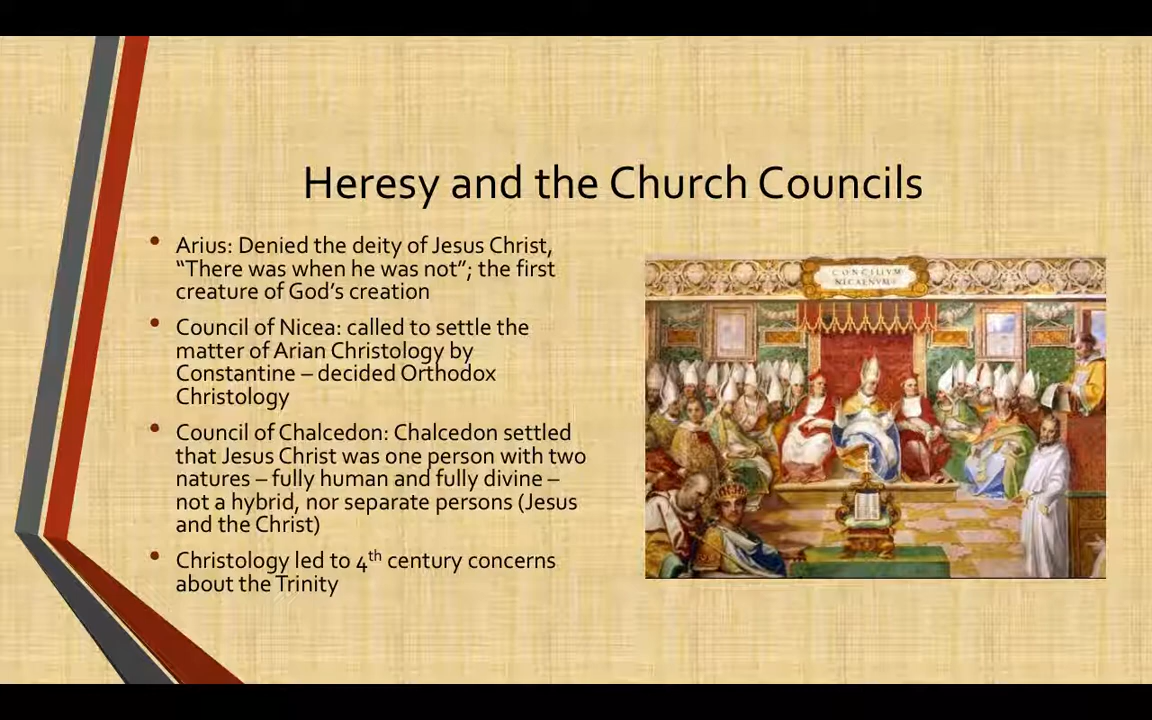 Heresy and the Church Councils
• Arius: Denied the deity of Jesus Christ,
“There was when he was not”; the first
creature of God’s creation
• Council of Nicea: called to settle the
matter of Arian Christology by
Constantine – decided Orthodox
Christology
• Council of Chalcedon: Chalcedon settled
that Jesus Christ was one person with two
natures – fully human and fully divine –
not a hybrid, nor separate persons (Jesus
and the Christ)
• Christology led to 4th century concerns
about the Trinity
CONCILIVM
NICAENVM